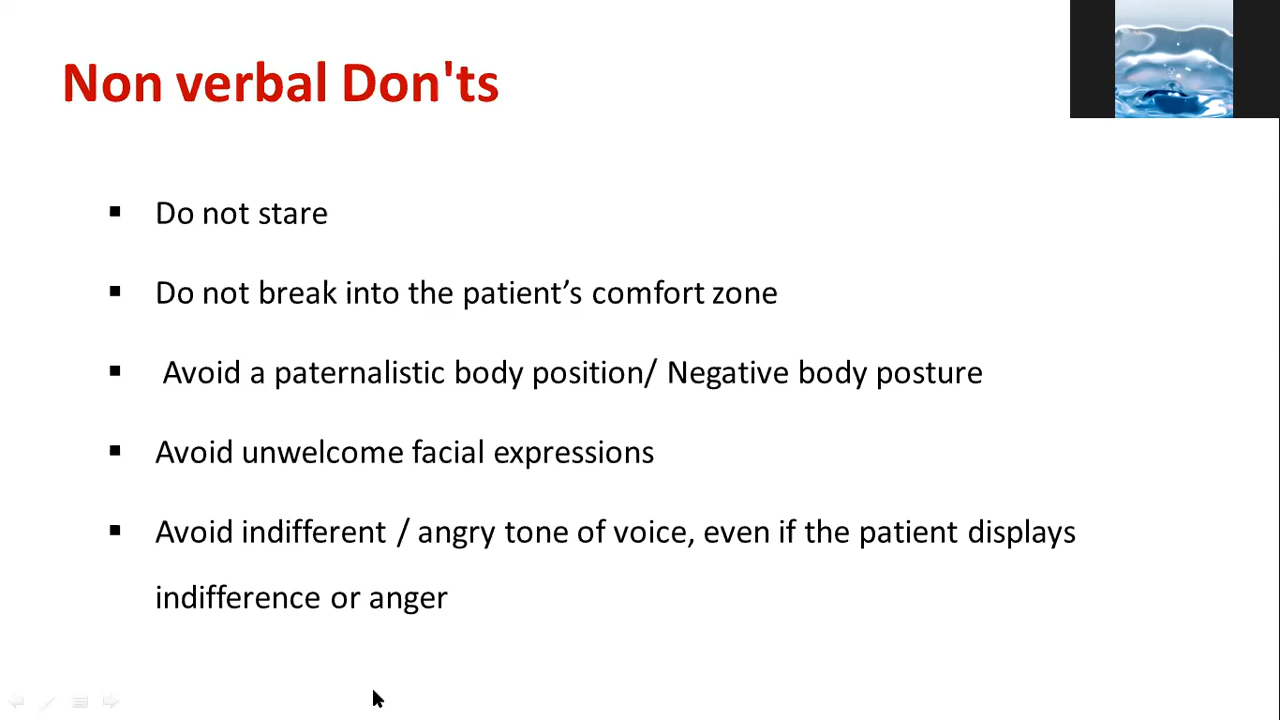 Non verbal Don'ts
▪ Do not stare
▪ Do not break into the patient’s comfort zone
▪ Avoid a paternalistic body position/ Negative body posture
▪ Avoid unwelcome facial expressions
▪ Avoid indifferent / angry tone of voice, even if the patient displays
indifference or anger